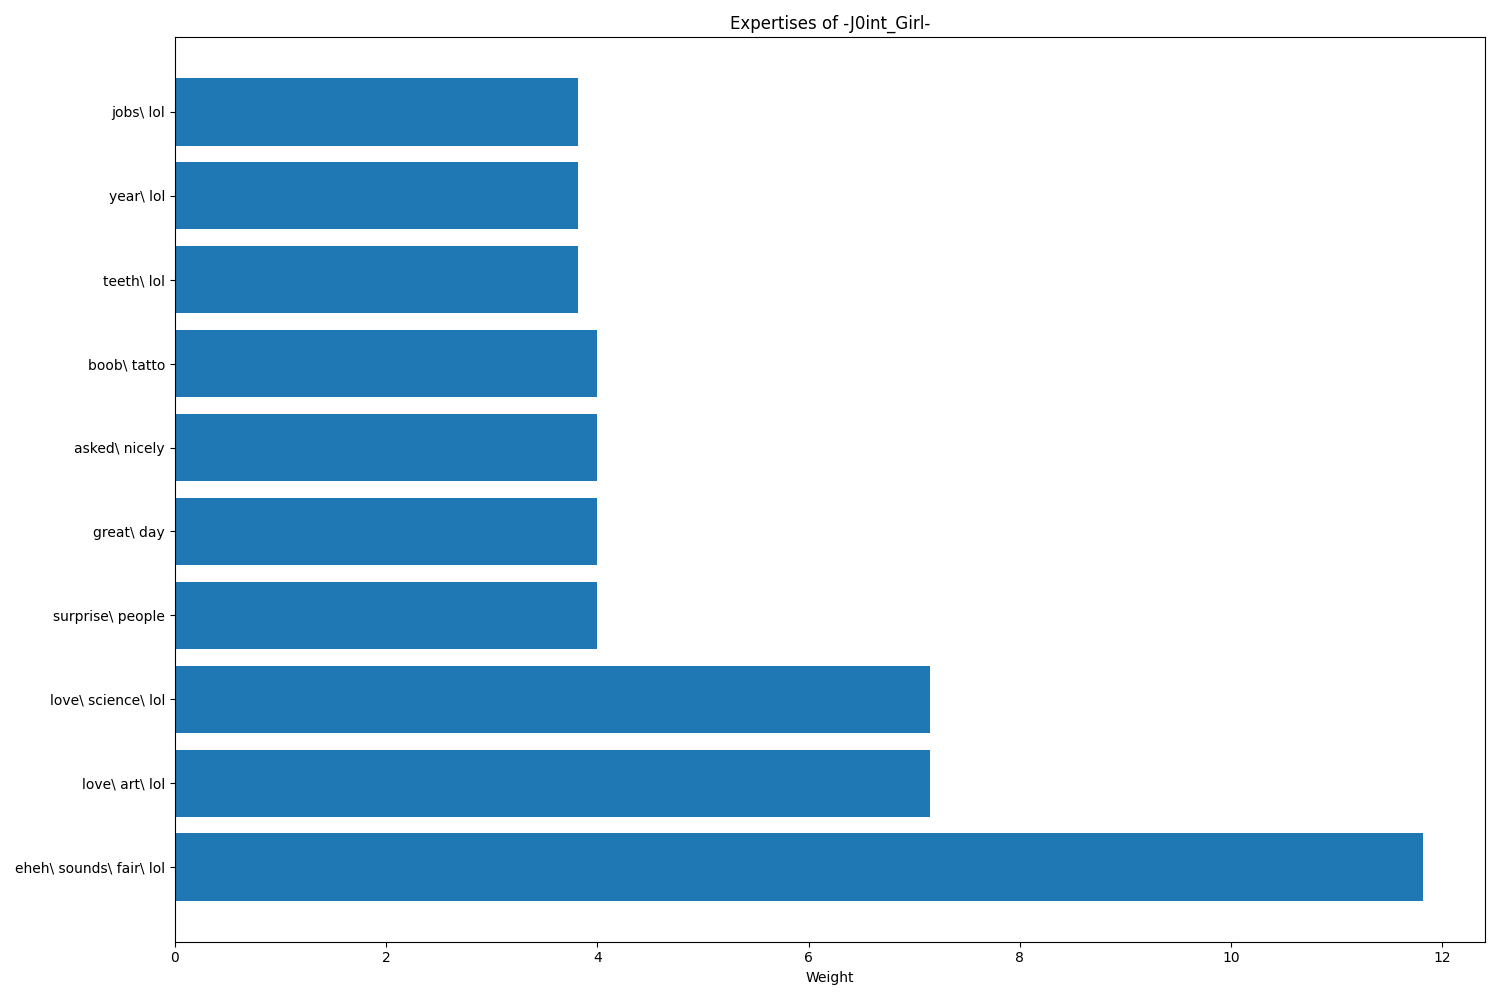 Expertises of -J0int_Girl-
jobs\ lol
year\ lol
teeth\ lol
boob\ tatto
asked\ nicely
great\ day
surprise\ people
love\ science\ lol
love\ art\ lol
eheh\ sounds\ fair\ lol
0 2 4 6 8 10 12
Weight